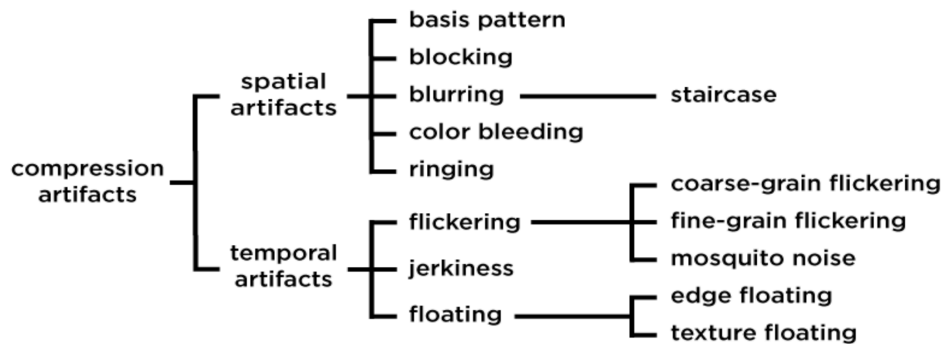 compression
artifacts
spatial
artifacts
basis pattern
blocking
blurring
staircase
color bleeding
ringing
temporal
artifacts
flickering
coarse-grain flickering
fine-grain flickering
mosquito noise
jerkiness
floating
edge floating
texture floating